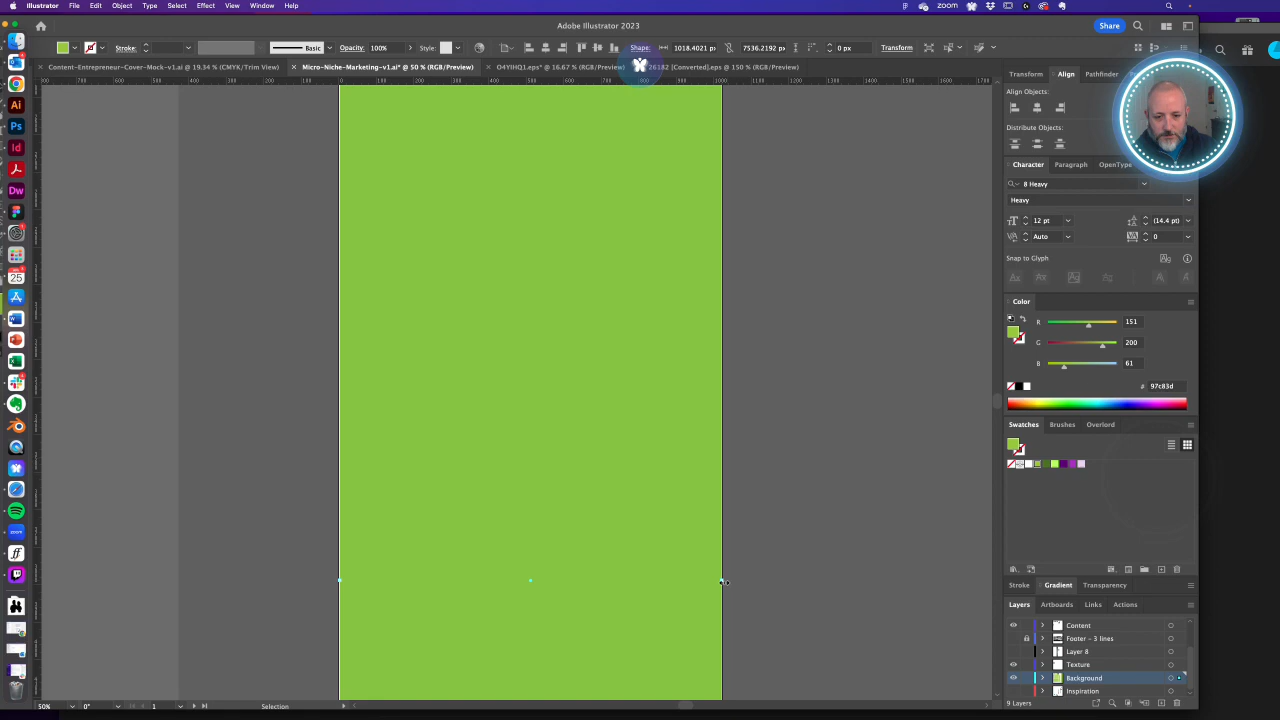 Illustrator File Edit Object Type Select Effect View Window Help zoom
Adobe Illustrator 2023
Share
Stroke: Basic Opacity: 100% Style: Shape: 1018.4021 px 7536.2192 px 0 px Transform
Content-Entrepreneur-Cover-Mock-v1.ai @ 19.34 % (CMYK/Trim View)
Micro-Niche-Marketing-v1.ai* @ 50 % (RGB/Preview)
O4YIHQ1.eps* @ 16.67 % (RGB/Preview)
26182 [Converted].eps @ 150 % (RGB/Preview)
Transform Align Pathfinder
Align Objects:
Distribute Objects:
Character Paragraph OpenType
8 Heavy
Heavy
12 pt (14.4 pt)
Auto 0
Snap to Glyph
Color
R 151
G 200
B 61
# 97c83d
Swatches Brushes Overlord
Stroke Gradient Transparency
Layers Artboards Links Actions
Content
Footer - 3 lines
Layer 8
Texture
Background
Inspiration
9 Layers
50% 0° 1 Selection